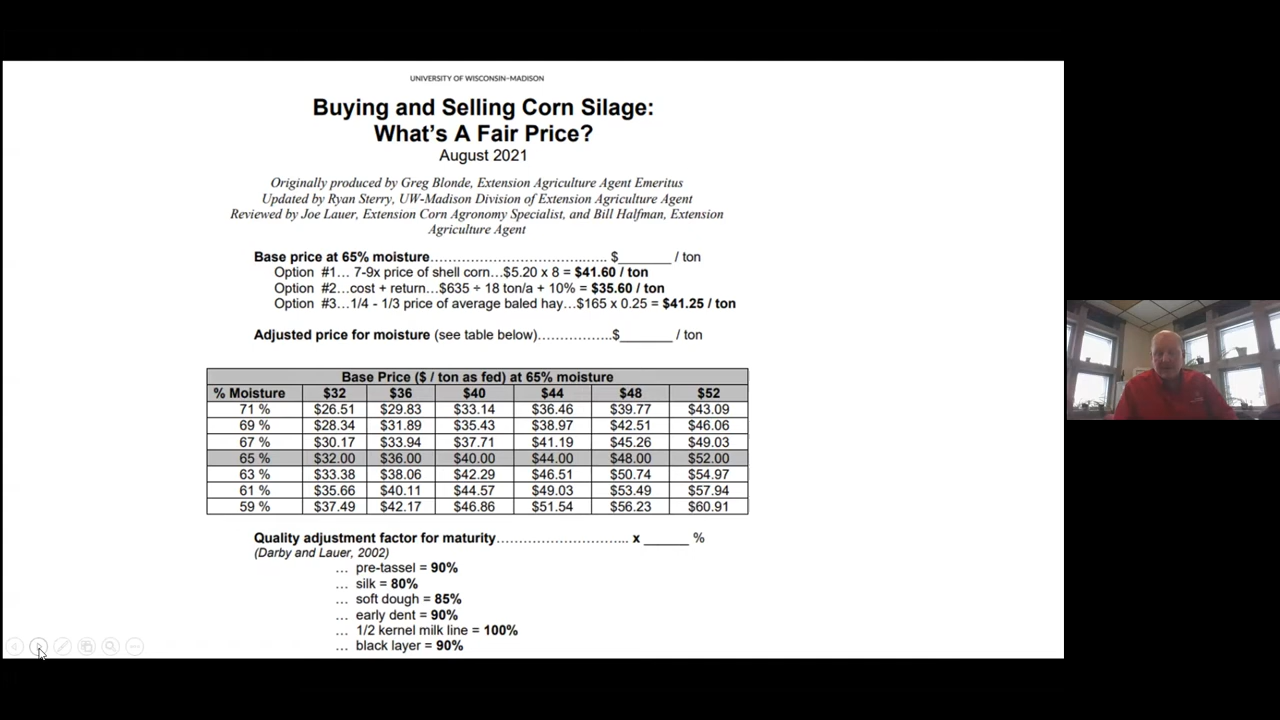 UNIVERSITY OF WISCONSIN–MADISON
Buying and Selling Corn Silage:
What's A Fair Price?
August 2021
Originally produced by Greg Blonde, Extension Agriculture Agent Emeritus
Updated by Ryan Sterry, UW-Madison Division of Extension Agriculture Agent
Reviewed by Joe Lauer, Extension Corn Agronomy Specialist, and Bill Halfman, Extension
Agriculture Agent
Base price at 65% moisture…………………………..….. $_______ / ton
Option #1… 7-9x price of shell corn…$5.20 x 8 = $41.60 / ton
Option #2…cost + return…$635 ÷ 18 ton/a + 10% = $35.60 / ton
Option #3…1/4 - 1/3 price of average baled hay…$165 x 0.25 = $41.25 / ton
Adjusted price for moisture (see table below)……………..$_______ / ton
Base Price ($ / ton as fed) at 65% moisture
% Moisture $32 $36 $40 $44 $48 $52
71 % $26.51 $29.83 $33.14 $36.46 $39.77 $43.09
69 % $28.34 $31.89 $35.43 $38.97 $42.51 $46.06
67 % $30.17 $33.94 $37.71 $41.19 $45.26 $49.03
65 % $32.00 $36.00 $40.00 $44.00 $48.00 $52.00
63 % $33.38 $38.06 $42.29 $46.51 $50.74 $54.97
61 % $35.66 $40.11 $44.57 $49.03 $53.49 $57.94
59 % $37.49 $42.17 $46.86 $51.54 $56.23 $60.91
Quality adjustment factor for maturity……………………... x ______ %
(Darby and Lauer, 2002)
… pre-tassel = 90%
… silk = 80%
… soft dough = 85%
… early dent = 90%
… 1/2 kernel milk line = 100%
… black layer = 90%